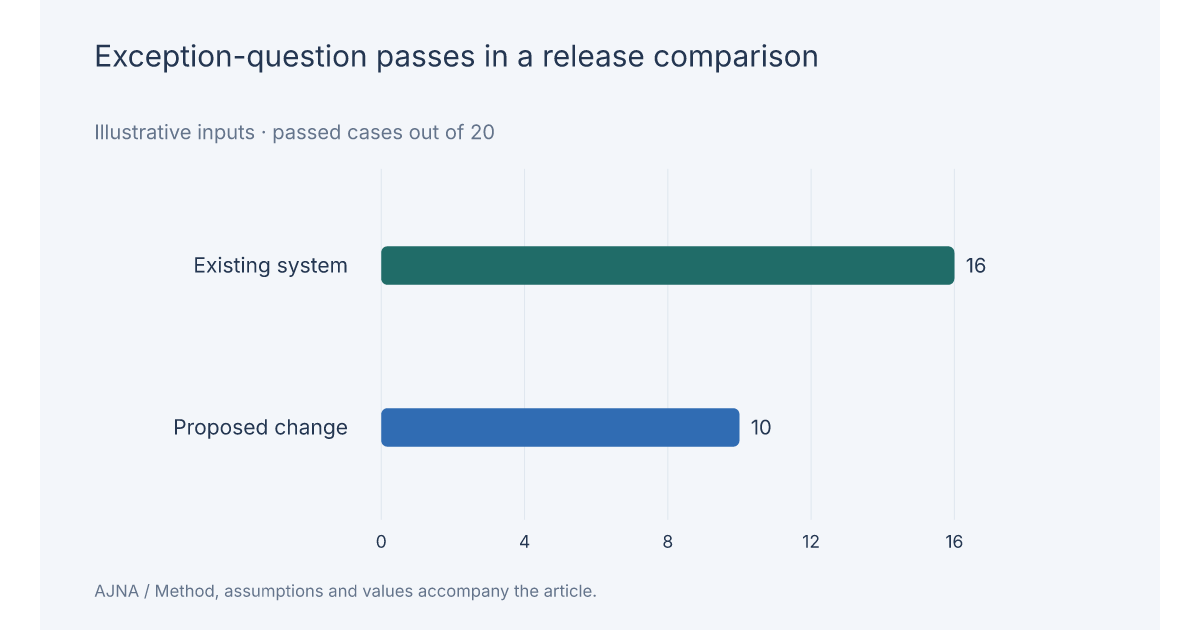 Exception-question passes in a release comparison
Illustrative inputs · passed cases out of 20
Existing system
16
Proposed change
10
0 4 8 12 16
AJNA / Method, assumptions and values accompany the article.